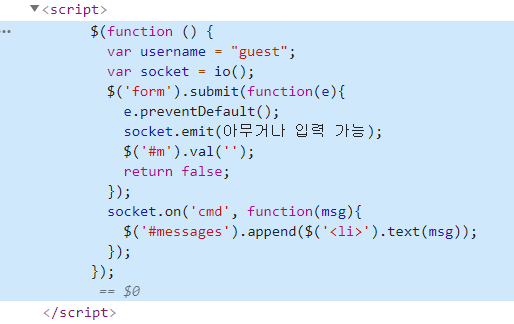 ▼<script>
... $(function () {
var username = "guest";
var socket = io();
$('form').submit(function(e){
e.preventDefault();
socket.emit(아무거나 입력 가능);
$('#m').val('');
return false;
});
socket.on('cmd', function(msg){
$('#messages').append($('<li>').text(msg));
});
});
== $0
</script>